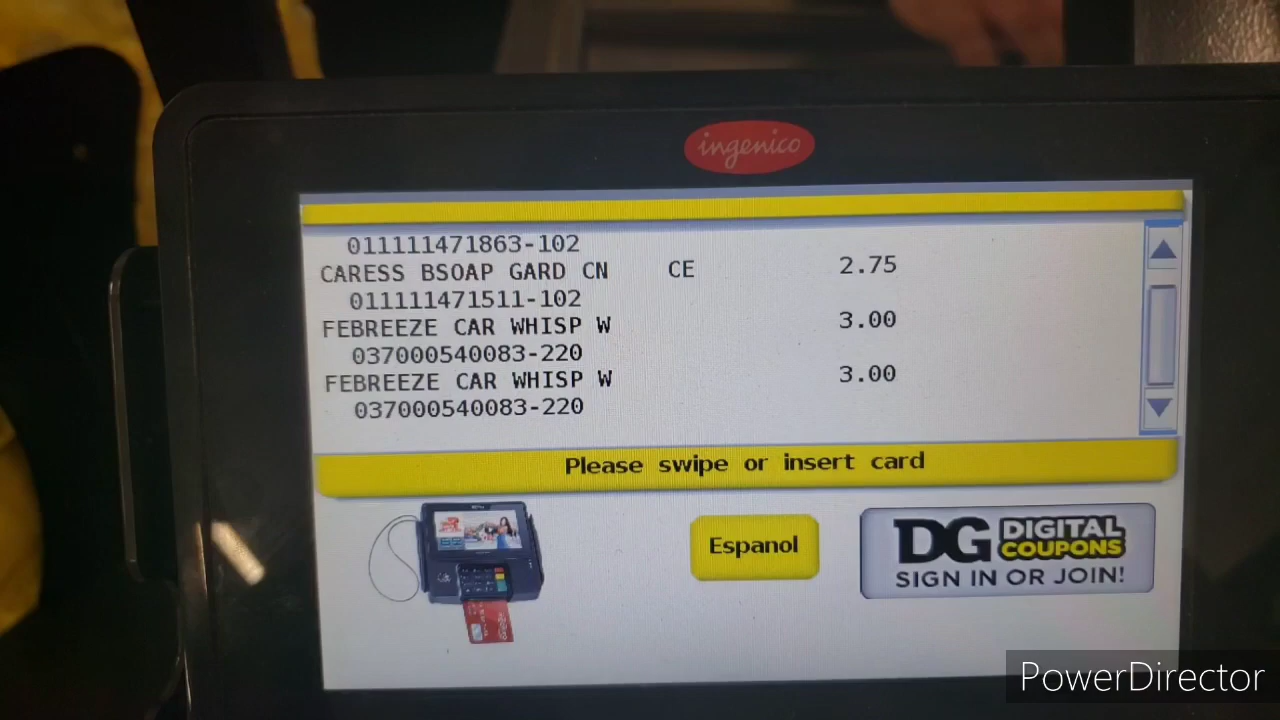 ingenico
011111471863-102
CARESS BSOAP GARD CN CE 2.75
011111471511-102
FEBREEZE CAR WHISP W 3.00
037000540083-220
FEBREEZE CAR WHISP W 3.00
037000540083-220
Please swipe or insert card
Espanol
DG DIGITAL COUPONS
SIGN IN OR JOIN!
PowerDirector